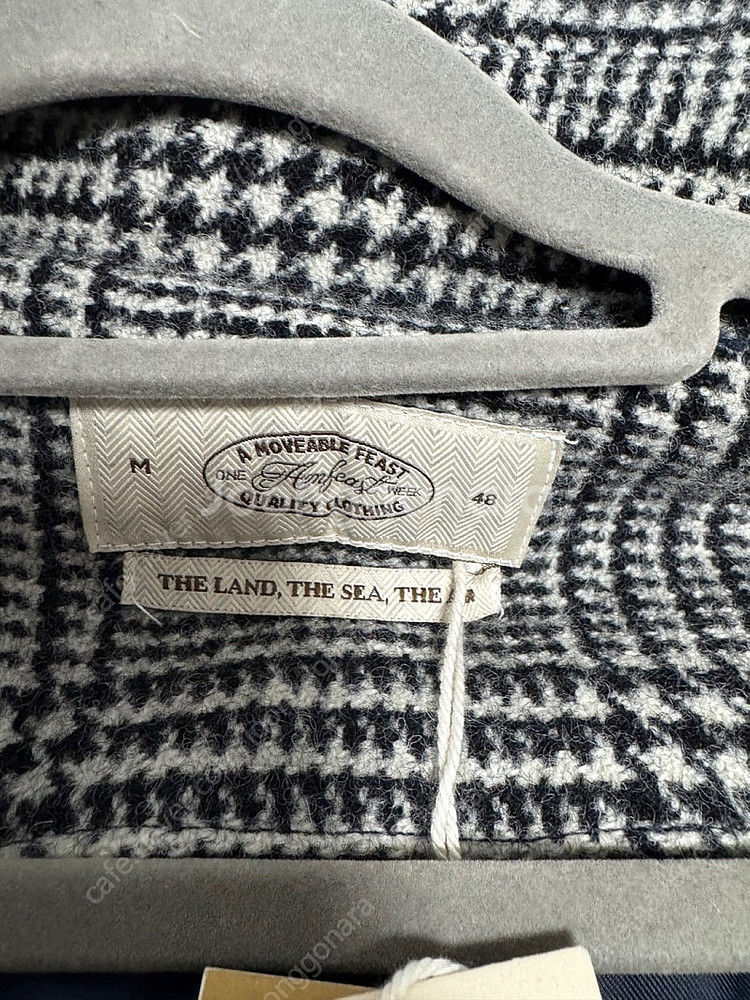 M
A MOVEABLE FEAST
ONE Amfeast WEEK
QUALITY CLOTHING
48
THE LAND, THE SEA, THE